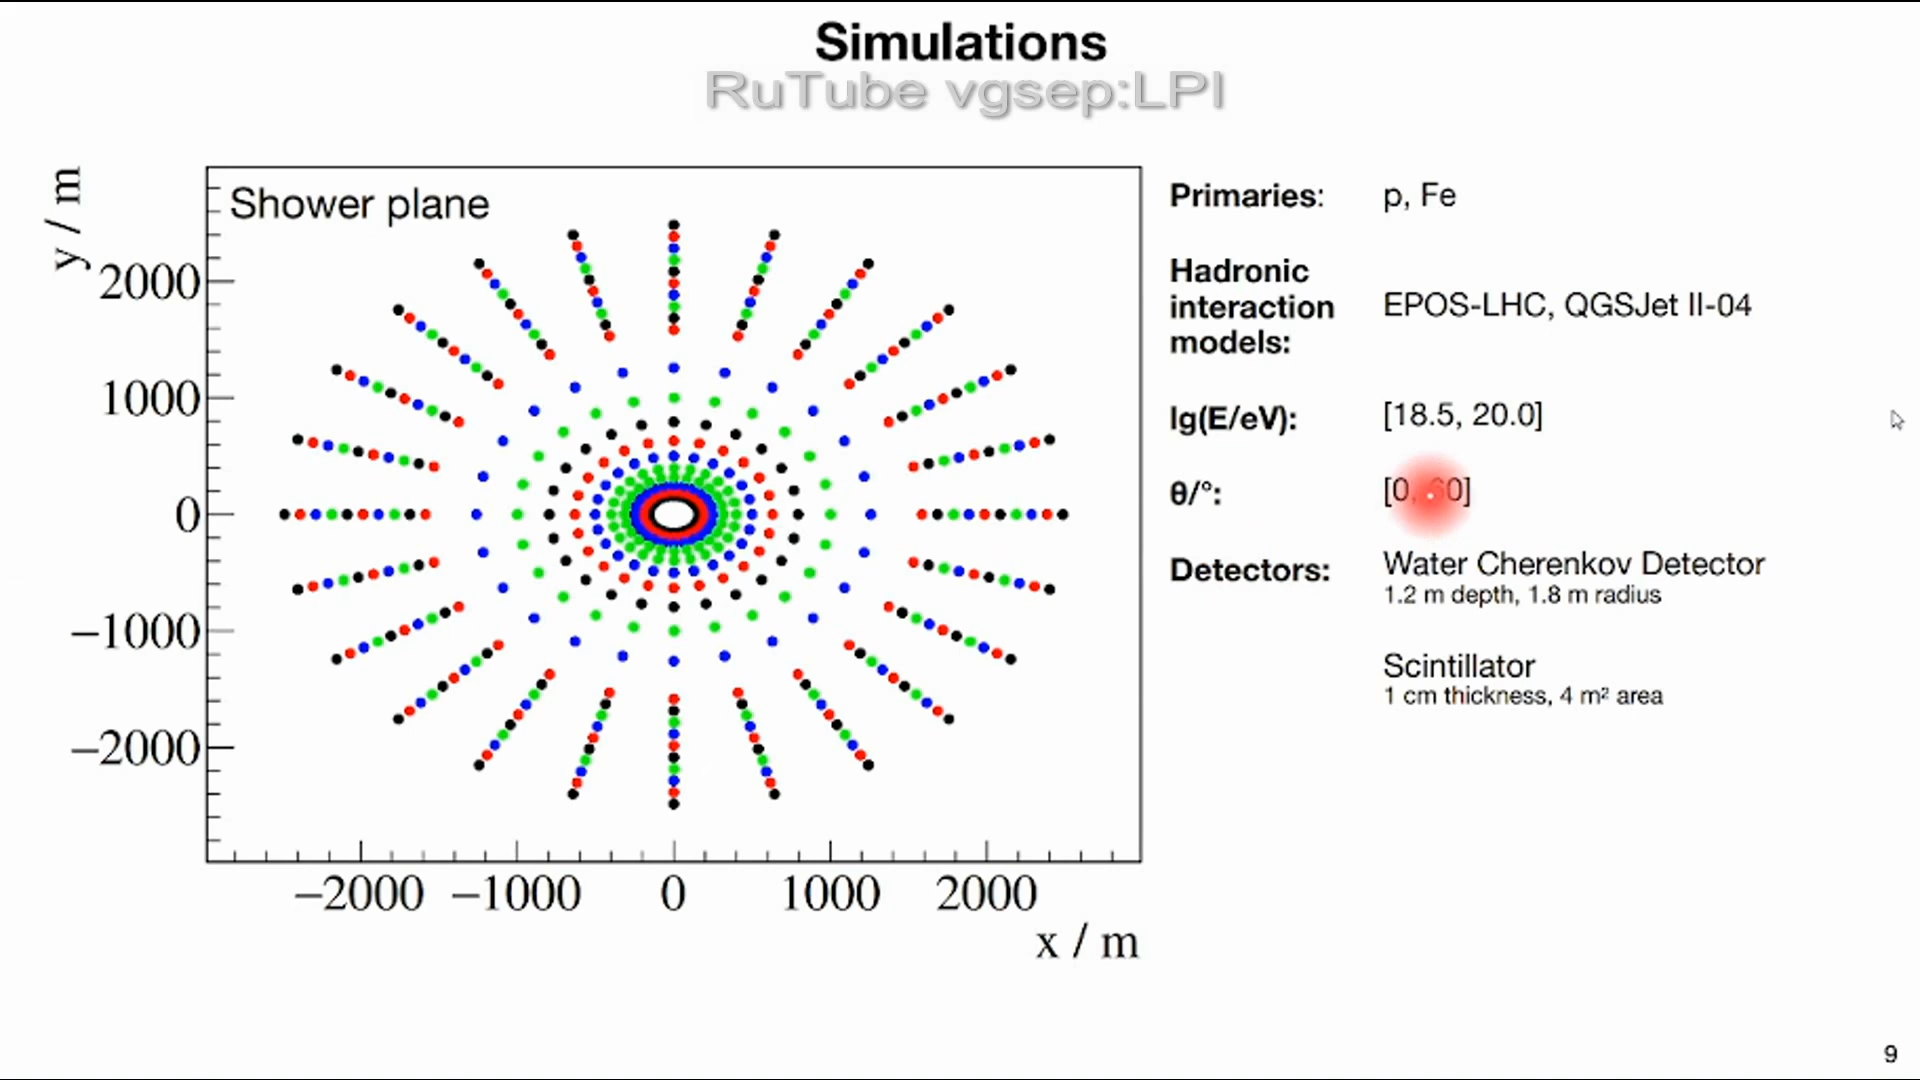 Simulations
RuTube vgsep:LPI
Shower plane
y / m
2000
1000
0
−1000
−2000
−2000
−1000
0
1000
2000
x / m
Primaries: p, Fe
Hadronic
interaction
models: EPOS-LHC, QGSJet II-04
lg(E/eV): [18.5, 20.0]
θ/°: [0, 60]
Detectors: Water Cherenkov Detector
1.2 m depth, 1.8 m radius
Scintillator
1 cm thickness, 4 m² area
9